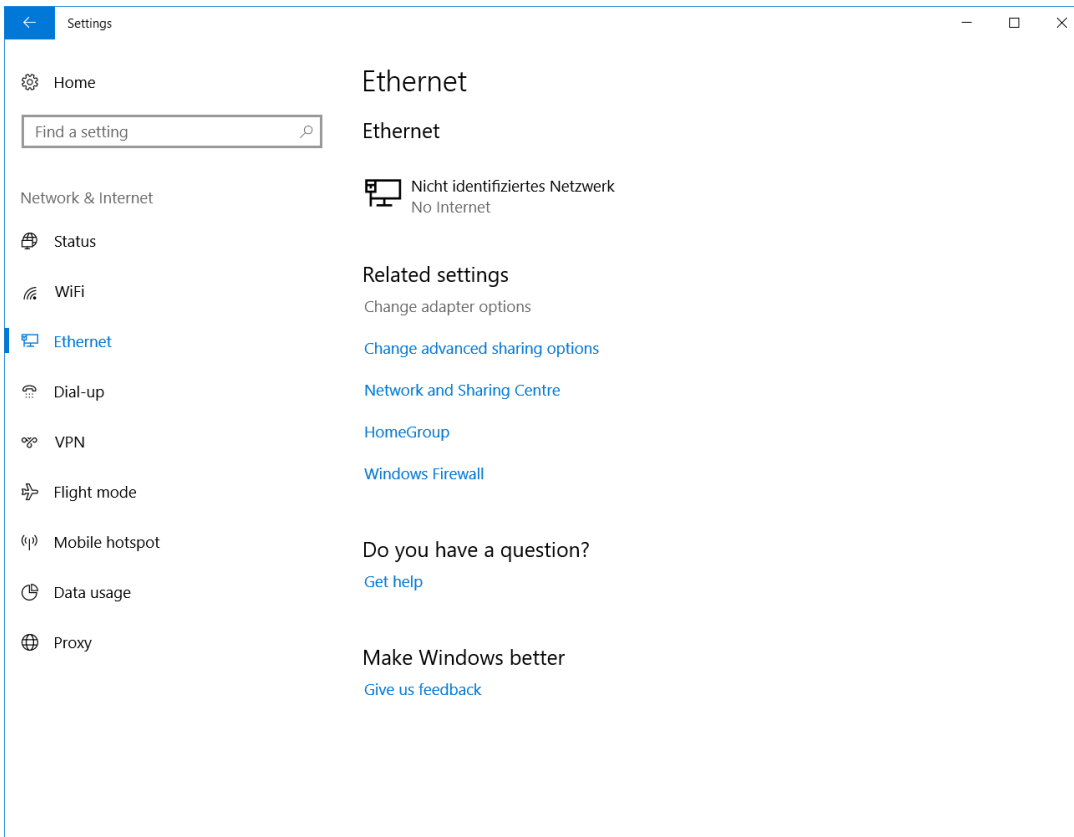 Settings
Home
Find a setting
Network & Internet
Status
WiFi
Ethernet
Dial-up
VPN
Flight mode
Mobile hotspot
Data usage
Proxy
Ethernet
Ethernet
Nicht identifiziertes Netzwerk
No Internet
Related settings
Change adapter options
Change advanced sharing options
Network and Sharing Centre
HomeGroup
Windows Firewall
Do you have a question?
Get help
Make Windows better
Give us feedback